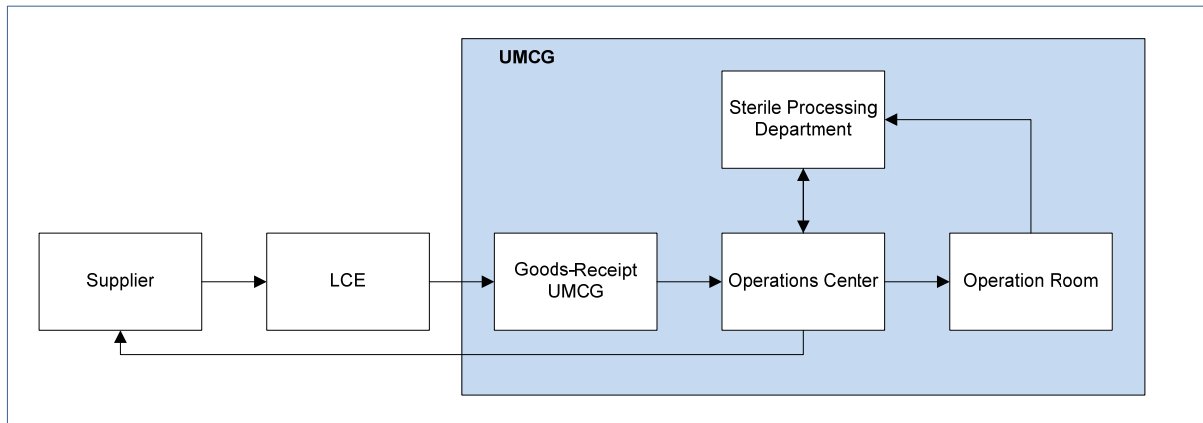 UMCG
Sterile Processing
Department
Supplier
LCE
Goods-Receipt
UMCG
Operations Center
Operation Room